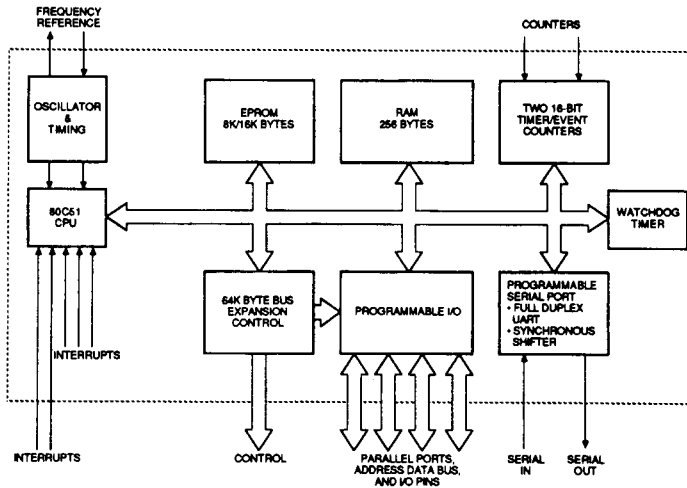 FREQUENCY
REFERENCE
COUNTERS
OSCILLATOR
&
TIMING
EPROM
8K/16K BYTES
RAM
256 BYTES
TWO 16-BIT
TIMER/EVENT
COUNTERS
80C51
CPU
WATCHDOG
TIMER
64K BYTE BUS
EXPANSION
CONTROL
PROGRAMMABLE I/O
PROGRAMMABLE
SERIAL PORT
• FULL DUPLEX
UART
• SYNCHRONOUS
SHIFTER
INTERRUPTS
INTERRUPTS
CONTROL
PARALLEL PORTS,
ADDRESS DATA BUS,
AND I/O PINS
SERIAL
IN
SERIAL
OUT